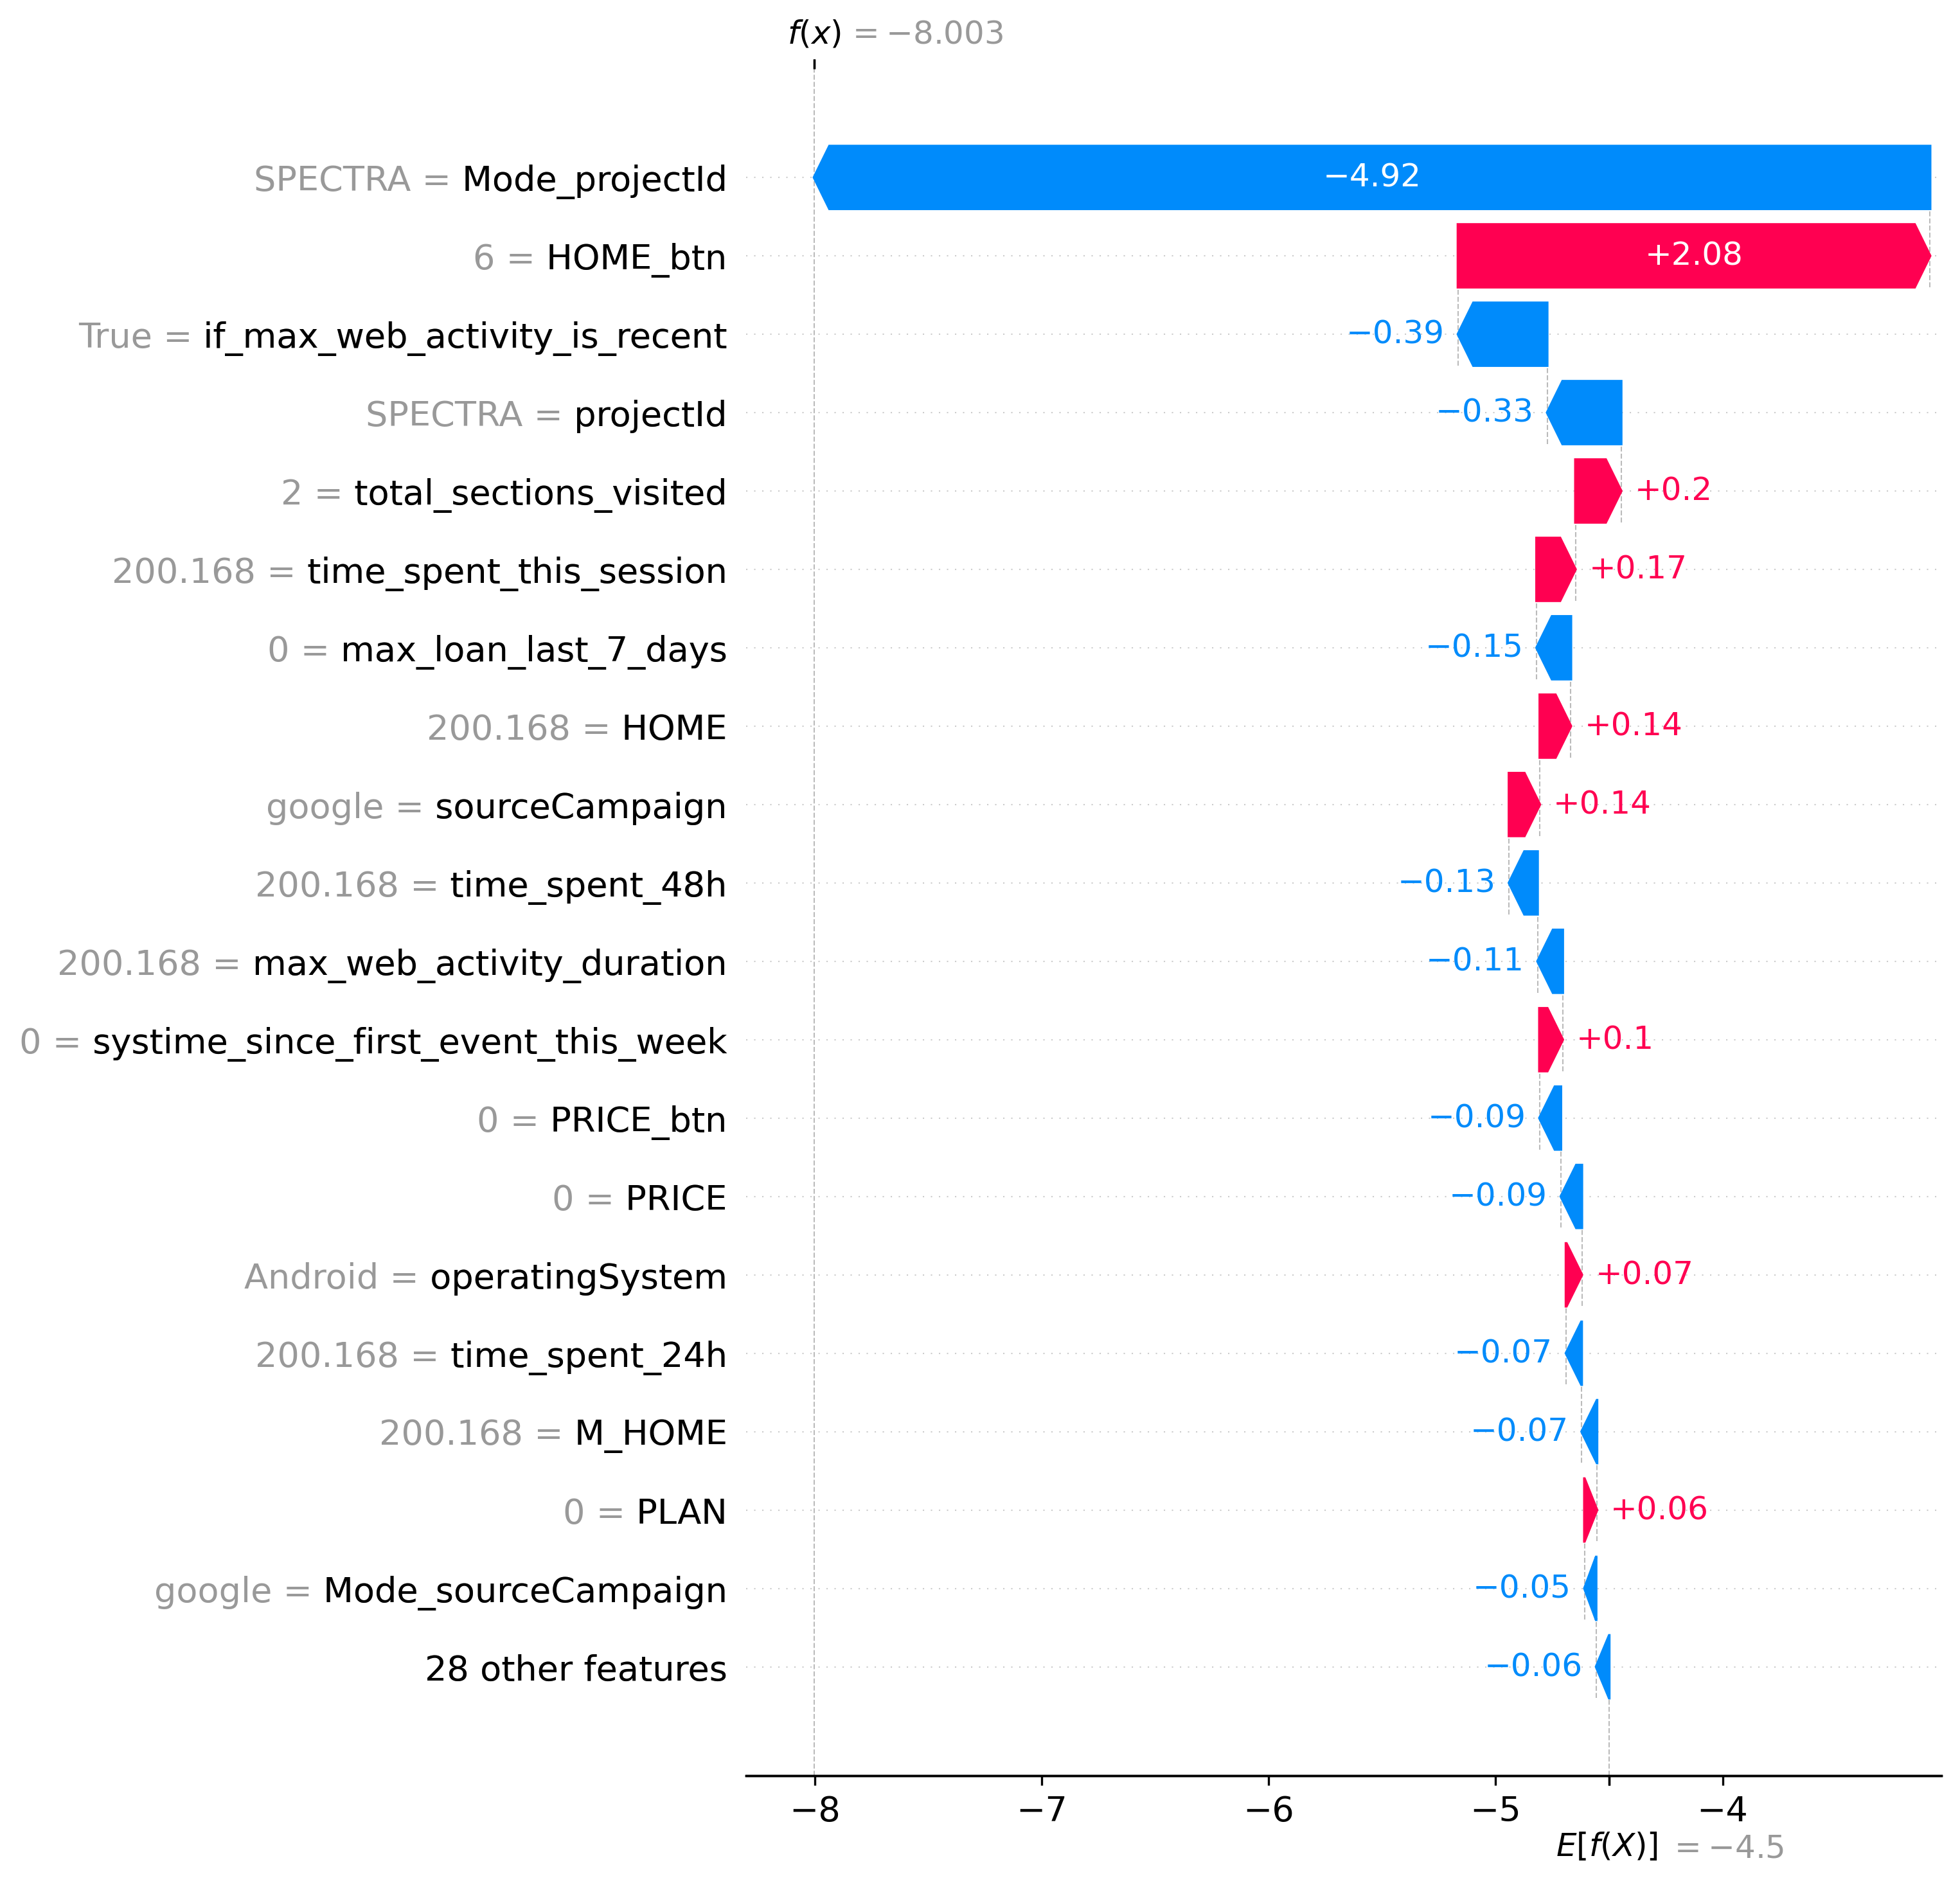 f(x) = −8.003
SPECTRA = Mode_projectId −4.92
6 = HOME_btn +2.08
True = if_max_web_activity_is_recent −0.39
SPECTRA = projectId −0.33
2 = total_sections_visited +0.2
200.168 = time_spent_this_session +0.17
0 = max_loan_last_7_days −0.15
200.168 = HOME +0.14
google = sourceCampaign +0.14
200.168 = time_spent_48h −0.13
200.168 = max_web_activity_duration −0.11
0 = systime_since_first_event_this_week +0.1
0 = PRICE_btn −0.09
0 = PRICE −0.09
Android = operatingSystem +0.07
200.168 = time_spent_24h −0.07
200.168 = M_HOME −0.07
0 = PLAN +0.06
google = Mode_sourceCampaign −0.05
28 other features −0.06
−8 −7 −6 −5 −4
E[f(X)] = −4.5